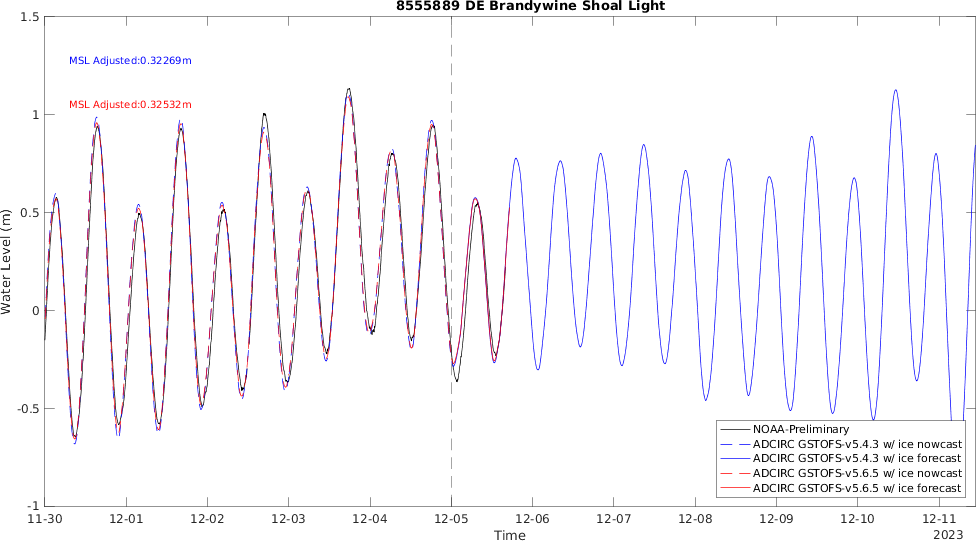 8555889 DE Brandywine Shoal Light
1.5
MSL Adjusted:0.32269m
MSL Adjusted:0.32532m
1
0.5
0
-0.5
-1
Water Level (m)
NOAA-Preliminary
ADCIRC GSTOFS-v5.4.3 w/ ice nowcast
ADCIRC GSTOFS-v5.4.3 w/ ice forecast
ADCIRC GSTOFS-v5.6.5 w/ ice nowcast
ADCIRC GSTOFS-v5.6.5 w/ ice forecast
11-30 12-01 12-02 12-03 12-04 12-05 12-06 12-07 12-08 12-09 12-10 12-11
Time
2023